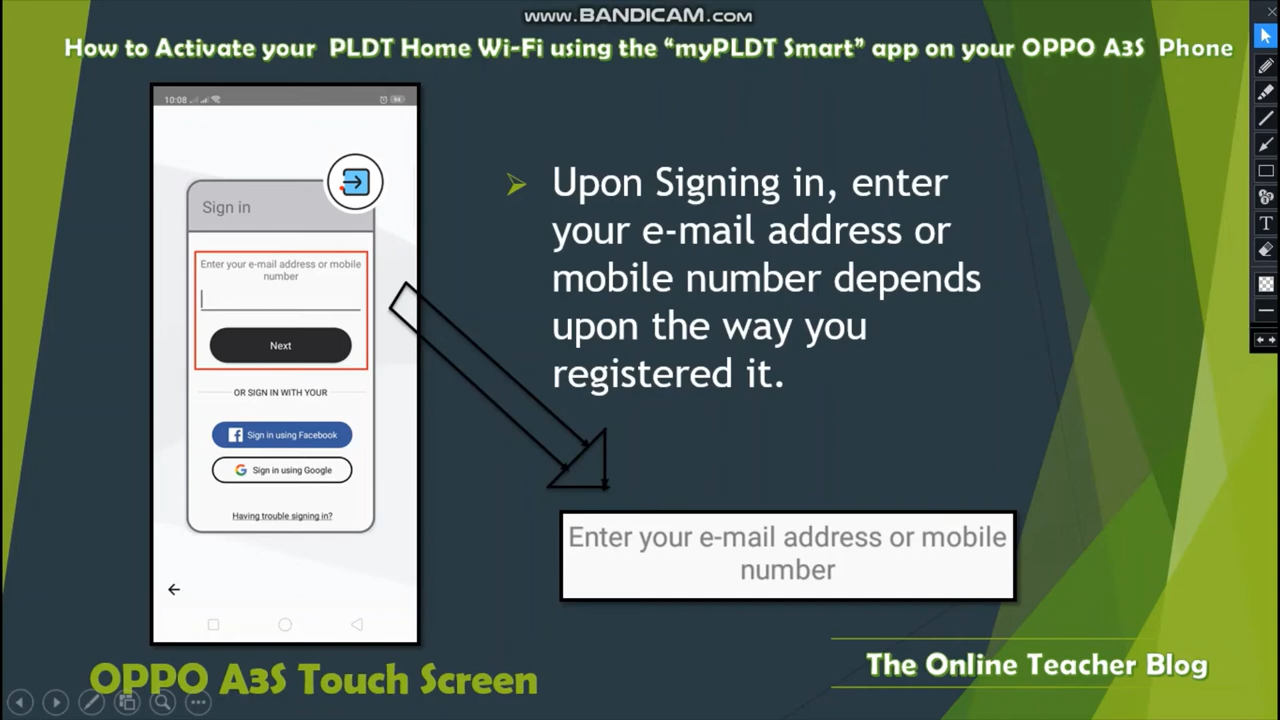 www.BANDICAM.com
How to Activate your PLDT Home Wi-Fi using the “myPLDT Smart” app on your OPPO A3S Phone
10:08
Sign in
Enter your e-mail address or mobile
number
Next
OR SIGN IN WITH YOUR
Sign in using Facebook
Sign in using Google
Having trouble signing in?
Upon Signing in, enter
your e-mail address or
mobile number depends
upon the way you
registered it.
Enter your e-mail address or mobile
number
OPPO A3S Touch Screen
The Online Teacher Blog